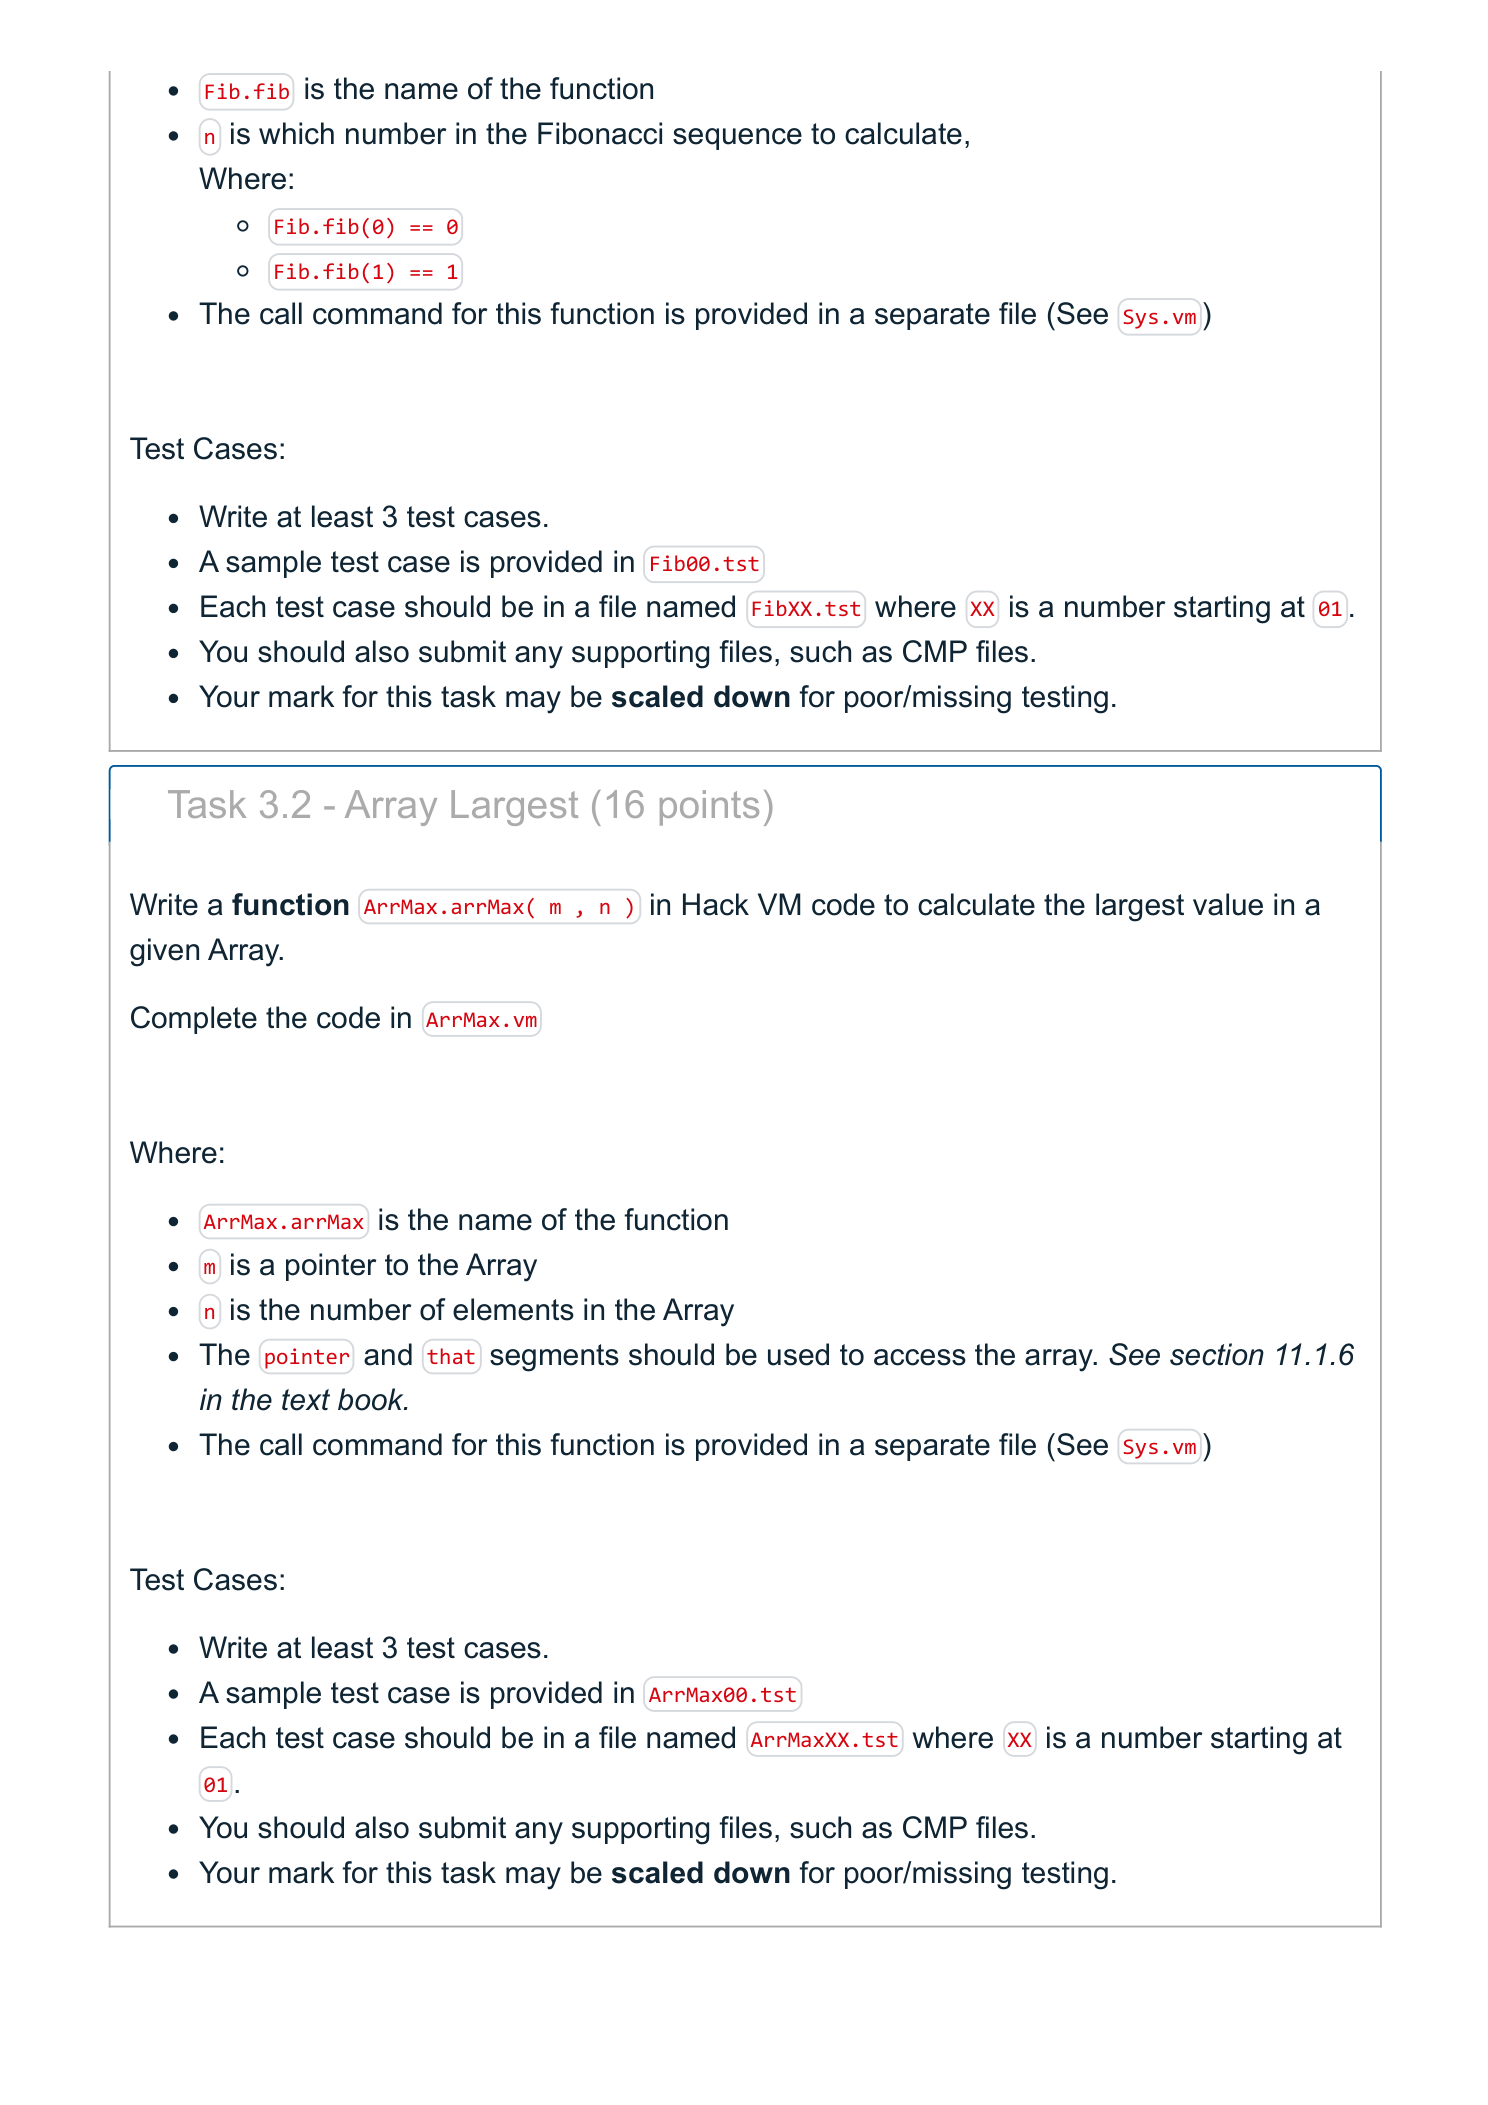 Fib.fib is the name of the function
n is which number in the Fibonacci sequence to calculate,
Where:
Fib.fib(0) == 0
Fib.fib(1) == 1
The call command for this function is provided in a separate file (See Sys.vm)
Test Cases:
Write at least 3 test cases.
A sample test case is provided in Fib00.tst
Each test case should be in a file named FibXX.tst where XX is a number starting at 01.
You should also submit any supporting files, such as CMP files.
Your mark for this task may be scaled down for poor/missing testing.
Task 3.2 - Array Largest (16 points)
Write a function ArrMax.arrMax( m , n ) in Hack VM code to calculate the largest value in a
given Array.
Complete the code in ArrMax.vm
Where:
ArrMax.arrMax is the name of the function
m is a pointer to the Array
n is the number of elements in the Array
The pointer and that segments should be used to access the array. See section 11.1.6
in the text book.
The call command for this function is provided in a separate file (See Sys.vm)
Test Cases:
Write at least 3 test cases.
A sample test case is provided in ArrMax00.tst
Each test case should be in a file named ArrMaxXX.tst where XX is a number starting at
01.
You should also submit any supporting files, such as CMP files.
Your mark for this task may be scaled down for poor/missing testing.